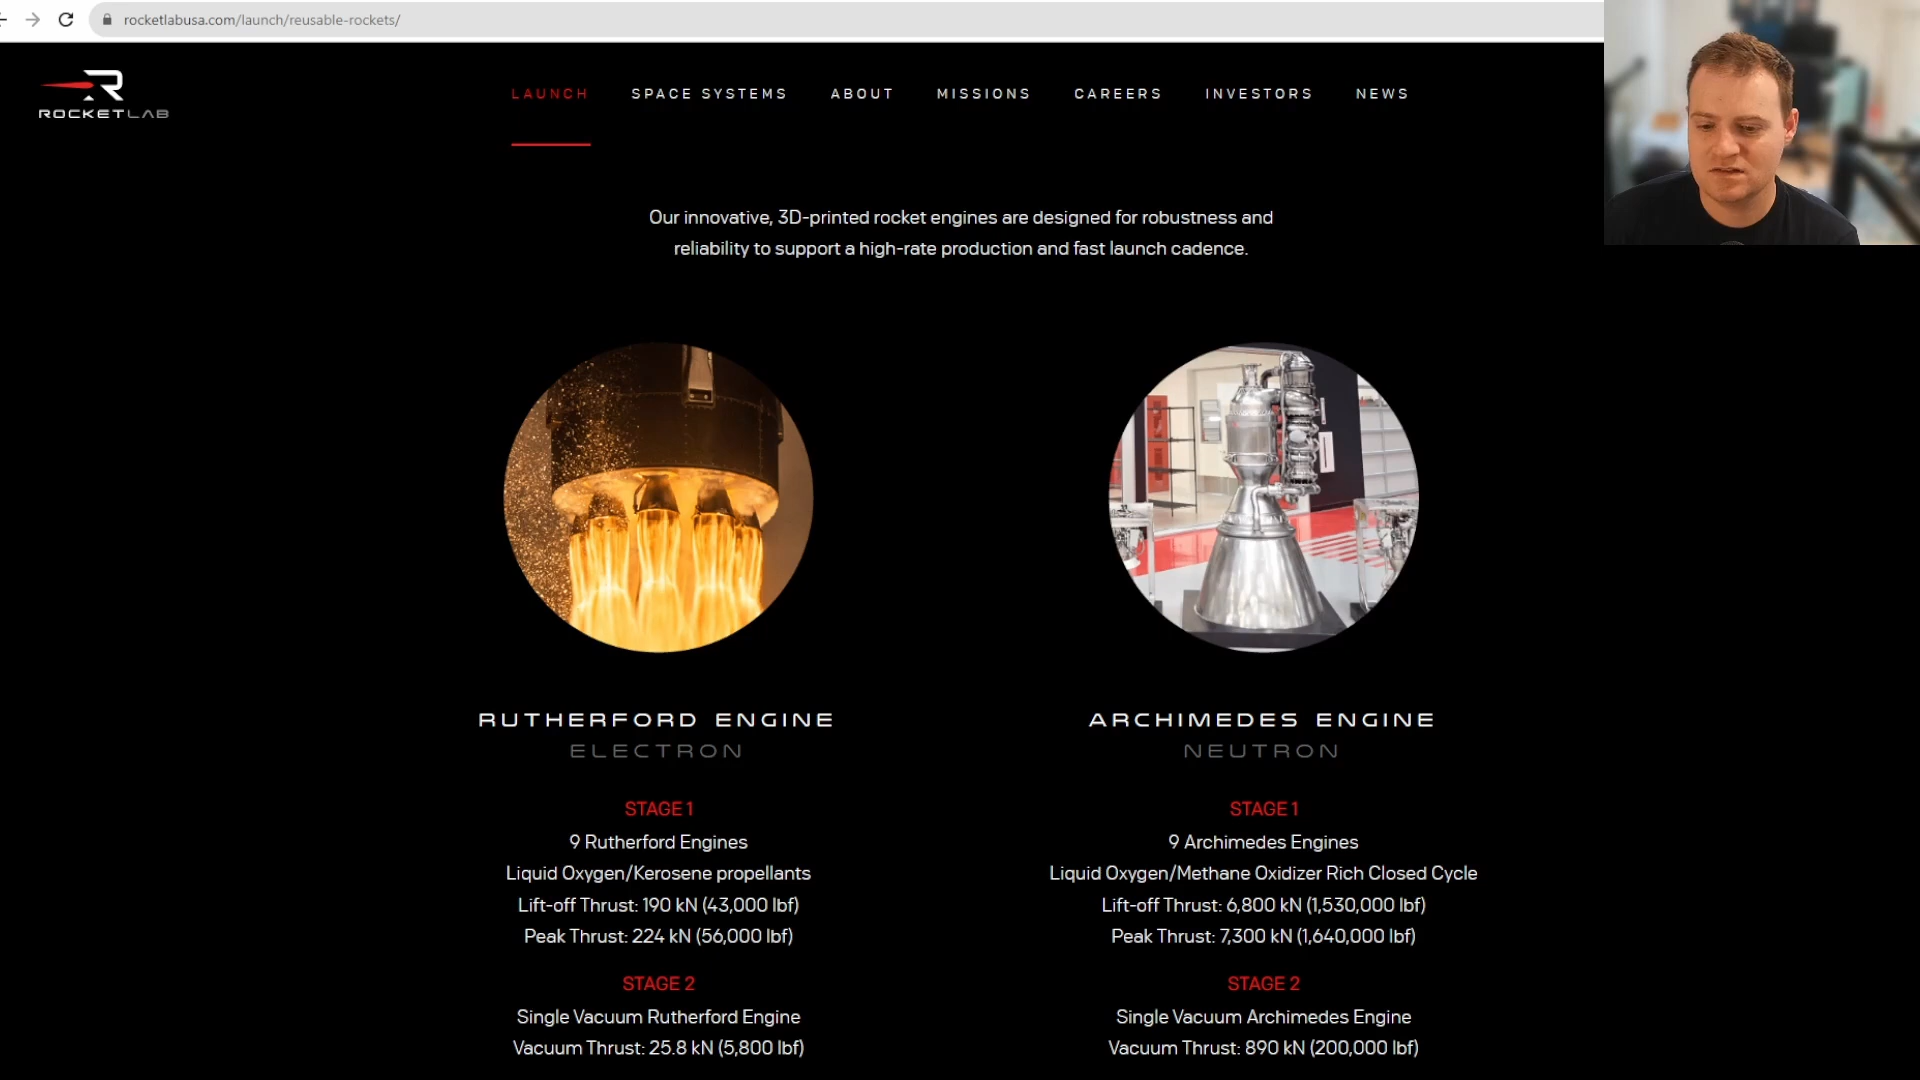 rocketlabusa.com/launch/reusable-rockets/
ROCKETLAB
LAUNCH SPACE SYSTEMS ABOUT MISSIONS CAREERS INVESTORS NEWS
Our innovative, 3D-printed rocket engines are designed for robustness and
reliability to support a high-rate production and fast launch cadence.
RUTHERFORD ENGINE
ELECTRON
STAGE 1
9 Rutherford Engines
Liquid Oxygen/Kerosene propellants
Lift-off Thrust: 190 kN (43,000 lbf)
Peak Thrust: 224 kN (56,000 lbf)
STAGE 2
Single Vacuum Rutherford Engine
Vacuum Thrust: 25.8 kN (5,800 lbf)
ARCHIMEDES ENGINE
NEUTRON
STAGE 1
9 Archimedes Engines
Liquid Oxygen/Methane Oxidizer Rich Closed Cycle
Lift-off Thrust: 6,800 kN (1,530,000 lbf)
Peak Thrust: 7,300 kN (1,640,000 lbf)
STAGE 2
Single Vacuum Archimedes Engine
Vacuum Thrust: 890 kN (200,000 lbf)